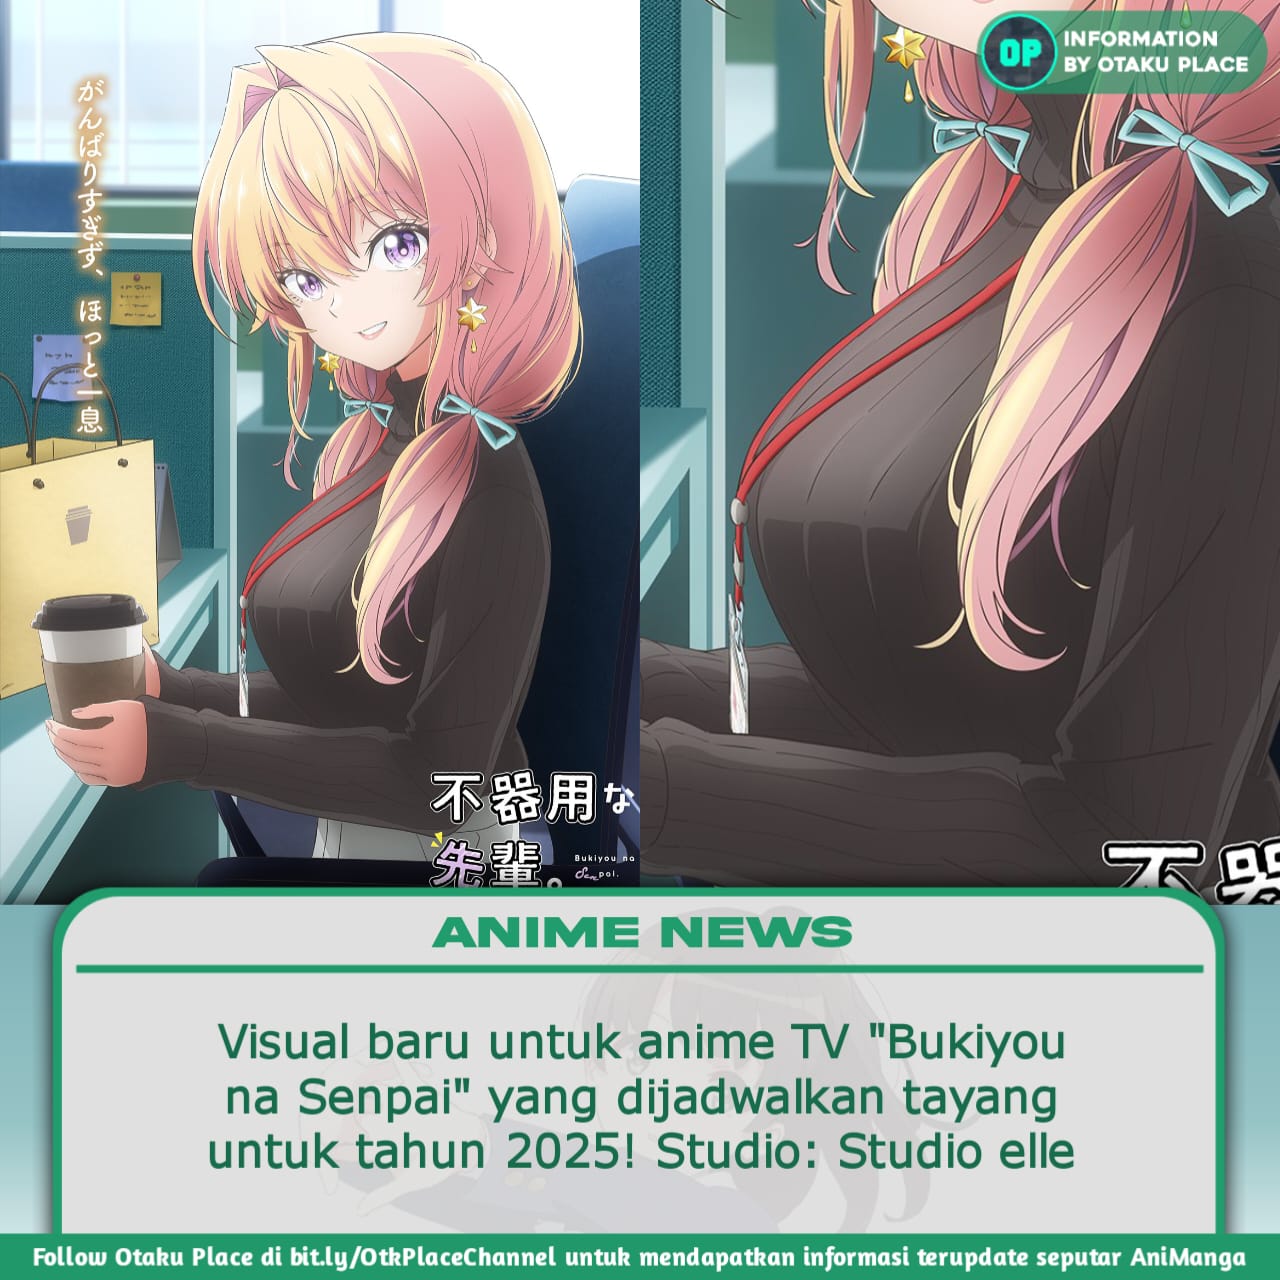 がんばりすぎず、ほっと一息
OP
INFORMATION
BY OTAKU PLACE
不器用な
先輩。
Bukiyou na
Senpai.
不器
ANIME NEWS
Visual baru untuk anime TV "Bukiyou
na Senpai" yang dijadwalkan tayang
untuk tahun 2025! Studio: Studio elle
Follow Otaku Place di bit.ly/OtkPlaceChannel untuk mendapatkan informasi terupdate seputar AniManga